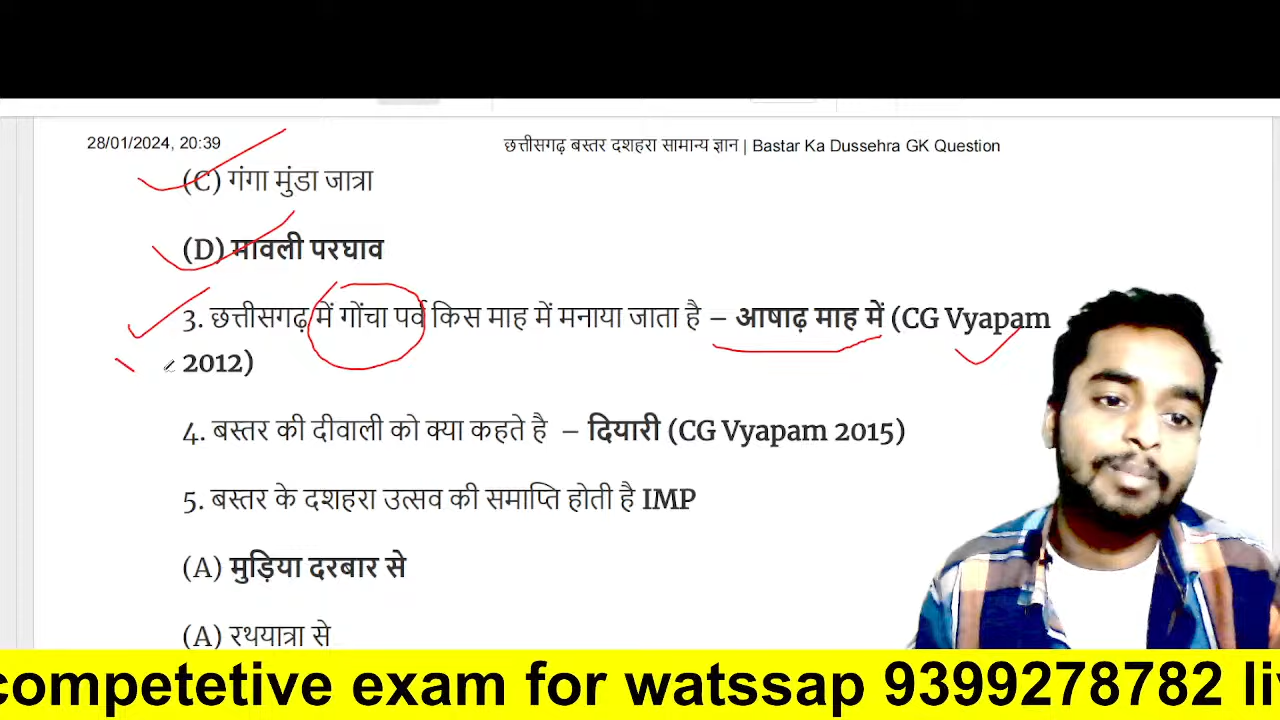 28/01/2024, 20:39 छत्तीसगढ़ बस्तर दशहरा सामान्य ज्ञान | Bastar Ka Dussehra GK Question
(C) गंगा मुंडा जात्रा
(D) मावली परघाव
3. छत्तीसगढ़ में गोंचा पर्व किस माह में मनाया जाता है – आषाढ़ माह में (CG Vyapam
2012)
4. बस्तर की दीवाली को क्या कहते है – दियारी (CG Vyapam 2015)
5. बस्तर के दशहरा उत्सव की समाप्ति होती है IMP
(A) मुड़िया दरबार से
(A) रथयात्रा से
competetive exam for watssap 9399278782 li